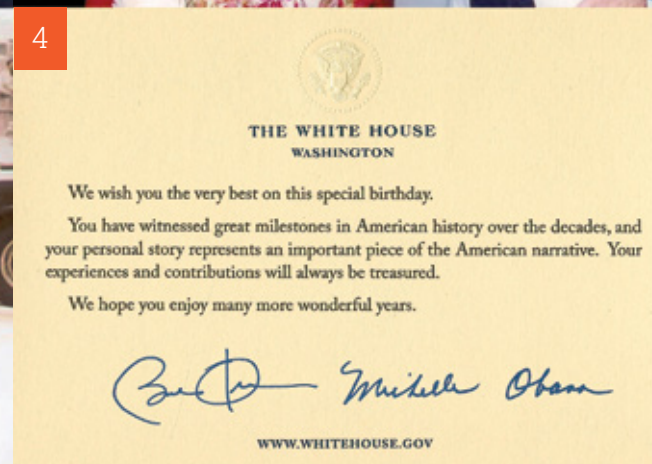 4
THE WHITE HOUSE
WASHINGTON
We wish you the very best on this special birthday.
You have witnessed great milestones in American history over the decades, and
your personal story represents an important piece of the American narrative. Your
experiences and contributions will always be treasured.
We hope you enjoy many more wonderful years.
Michelle Obama
WWW.WHITEHOUSE.GOV